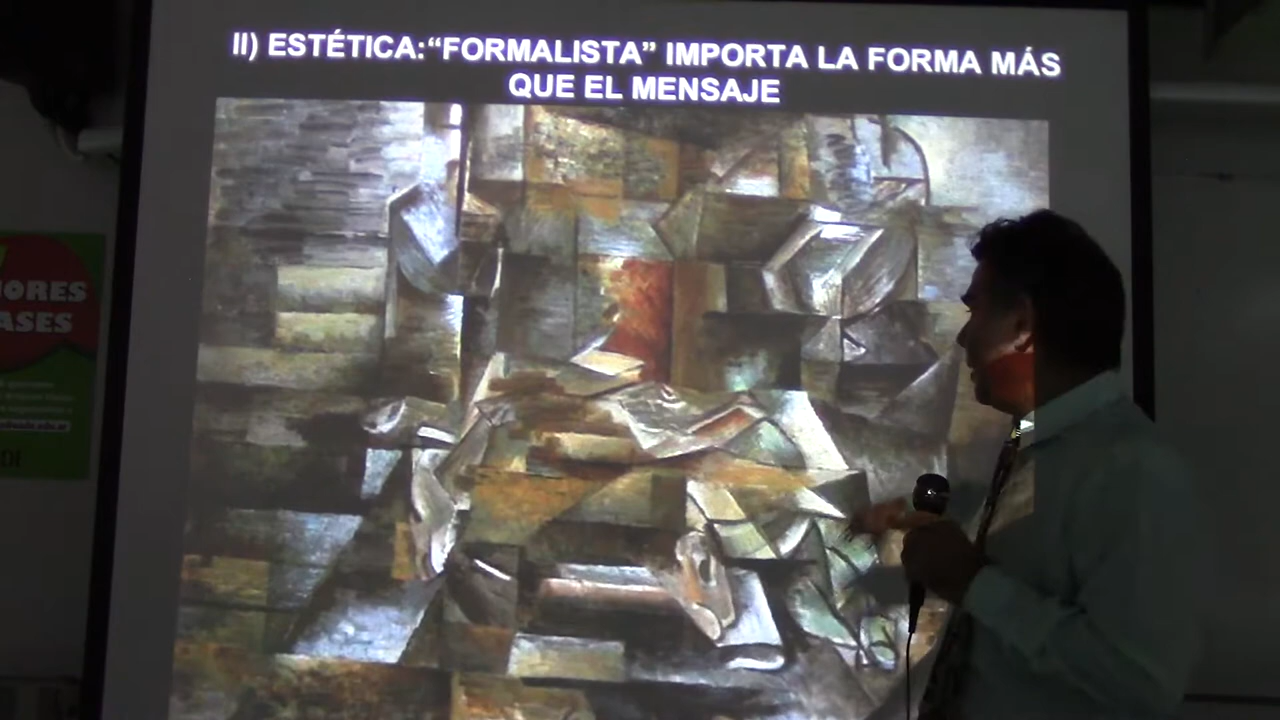 II) ESTÉTICA:“FORMALISTA” IMPORTA LA FORMA MÁS
QUE EL MENSAJE